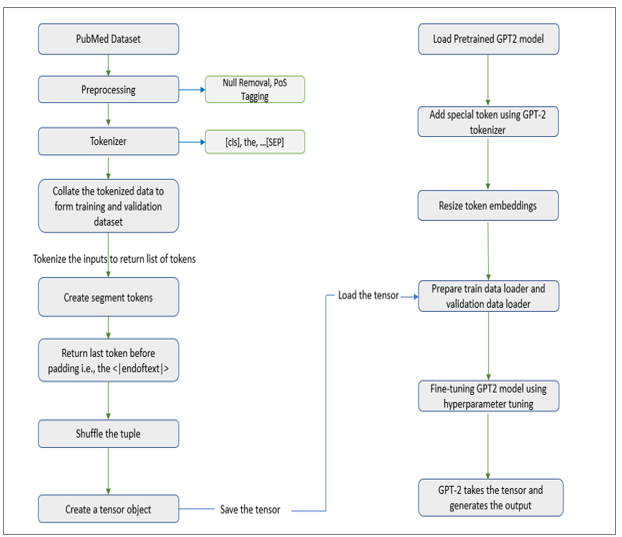 PubMed Dataset
Preprocessing
Null Removal, PoS
Tagging
Tokenizer
[cls], the, ...[SEP]
Collate the tokenized data to
form training and validation
dataset
Tokenize the inputs to return list of tokens
Create segment tokens
Return last token before
padding i.e., the <|endoftext|>
Shuffle the tuple
Create a tensor object
Save the tensor
Load the tensor
Load Pretrained GPT2 model
Add special token using GPT-2
tokenizer
Resize token embeddings
Prepare train data loader and
validation data loader
Fine-tuning GPT2 model using
hyperparameter tuning
GPT-2 takes the tensor and
generates the output